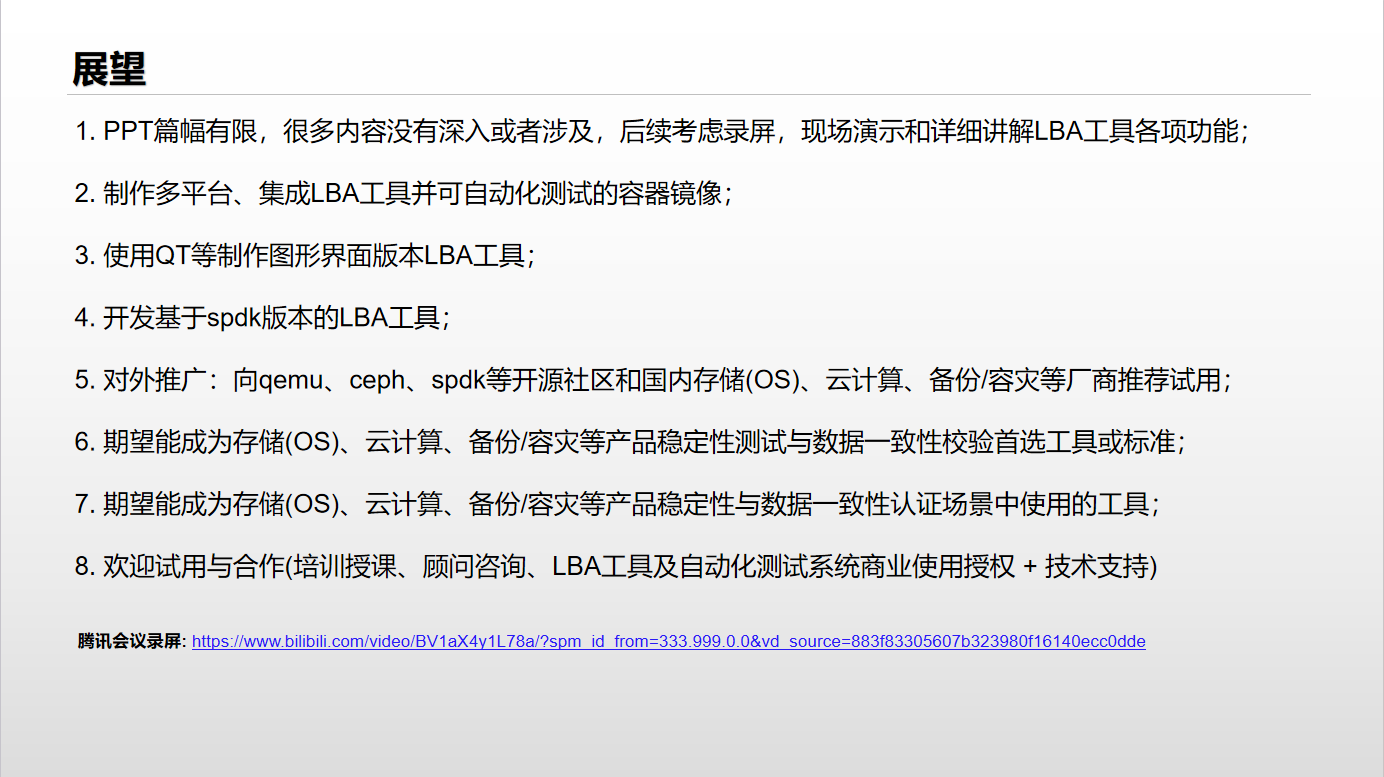 展望
1. PPT篇幅有限，很多内容没有深入或者涉及，后续考虑录屏，现场演示和详细讲解LBA工具各项功能；
2. 制作多平台、集成LBA工具并可自动化测试的容器镜像；
3. 使用QT等制作图形界面版本LBA工具；
4. 开发基于spdk版本的LBA工具；
5. 对外推广：向qemu、ceph、spdk等开源社区和国内存储(OS)、云计算、备份/容灾等厂商推荐试用；
6. 期望能成为存储(OS)、云计算、备份/容灾等产品稳定性测试与数据一致性校验首选工具或标准；
7. 期望能成为存储(OS)、云计算、备份/容灾等产品稳定性与数据一致性认证场景中使用的工具；
8. 欢迎试用与合作(培训授课、顾问咨询、LBA工具及自动化测试系统商业使用授权 + 技术支持)
腾讯会议录屏: https://www.bilibili.com/video/BV1aX4y1L78a/?spm_id_from=333.999.0.0&vd_source=883f83305607b323980f16140ecc0dde